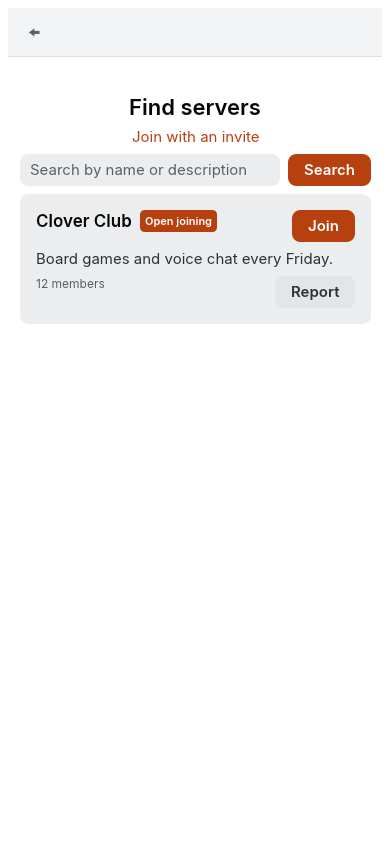 Find servers
Join with an invite
Search by name or description
Search
Clover Club
Open joining
Join
Board games and voice chat every Friday.
12 members
Report